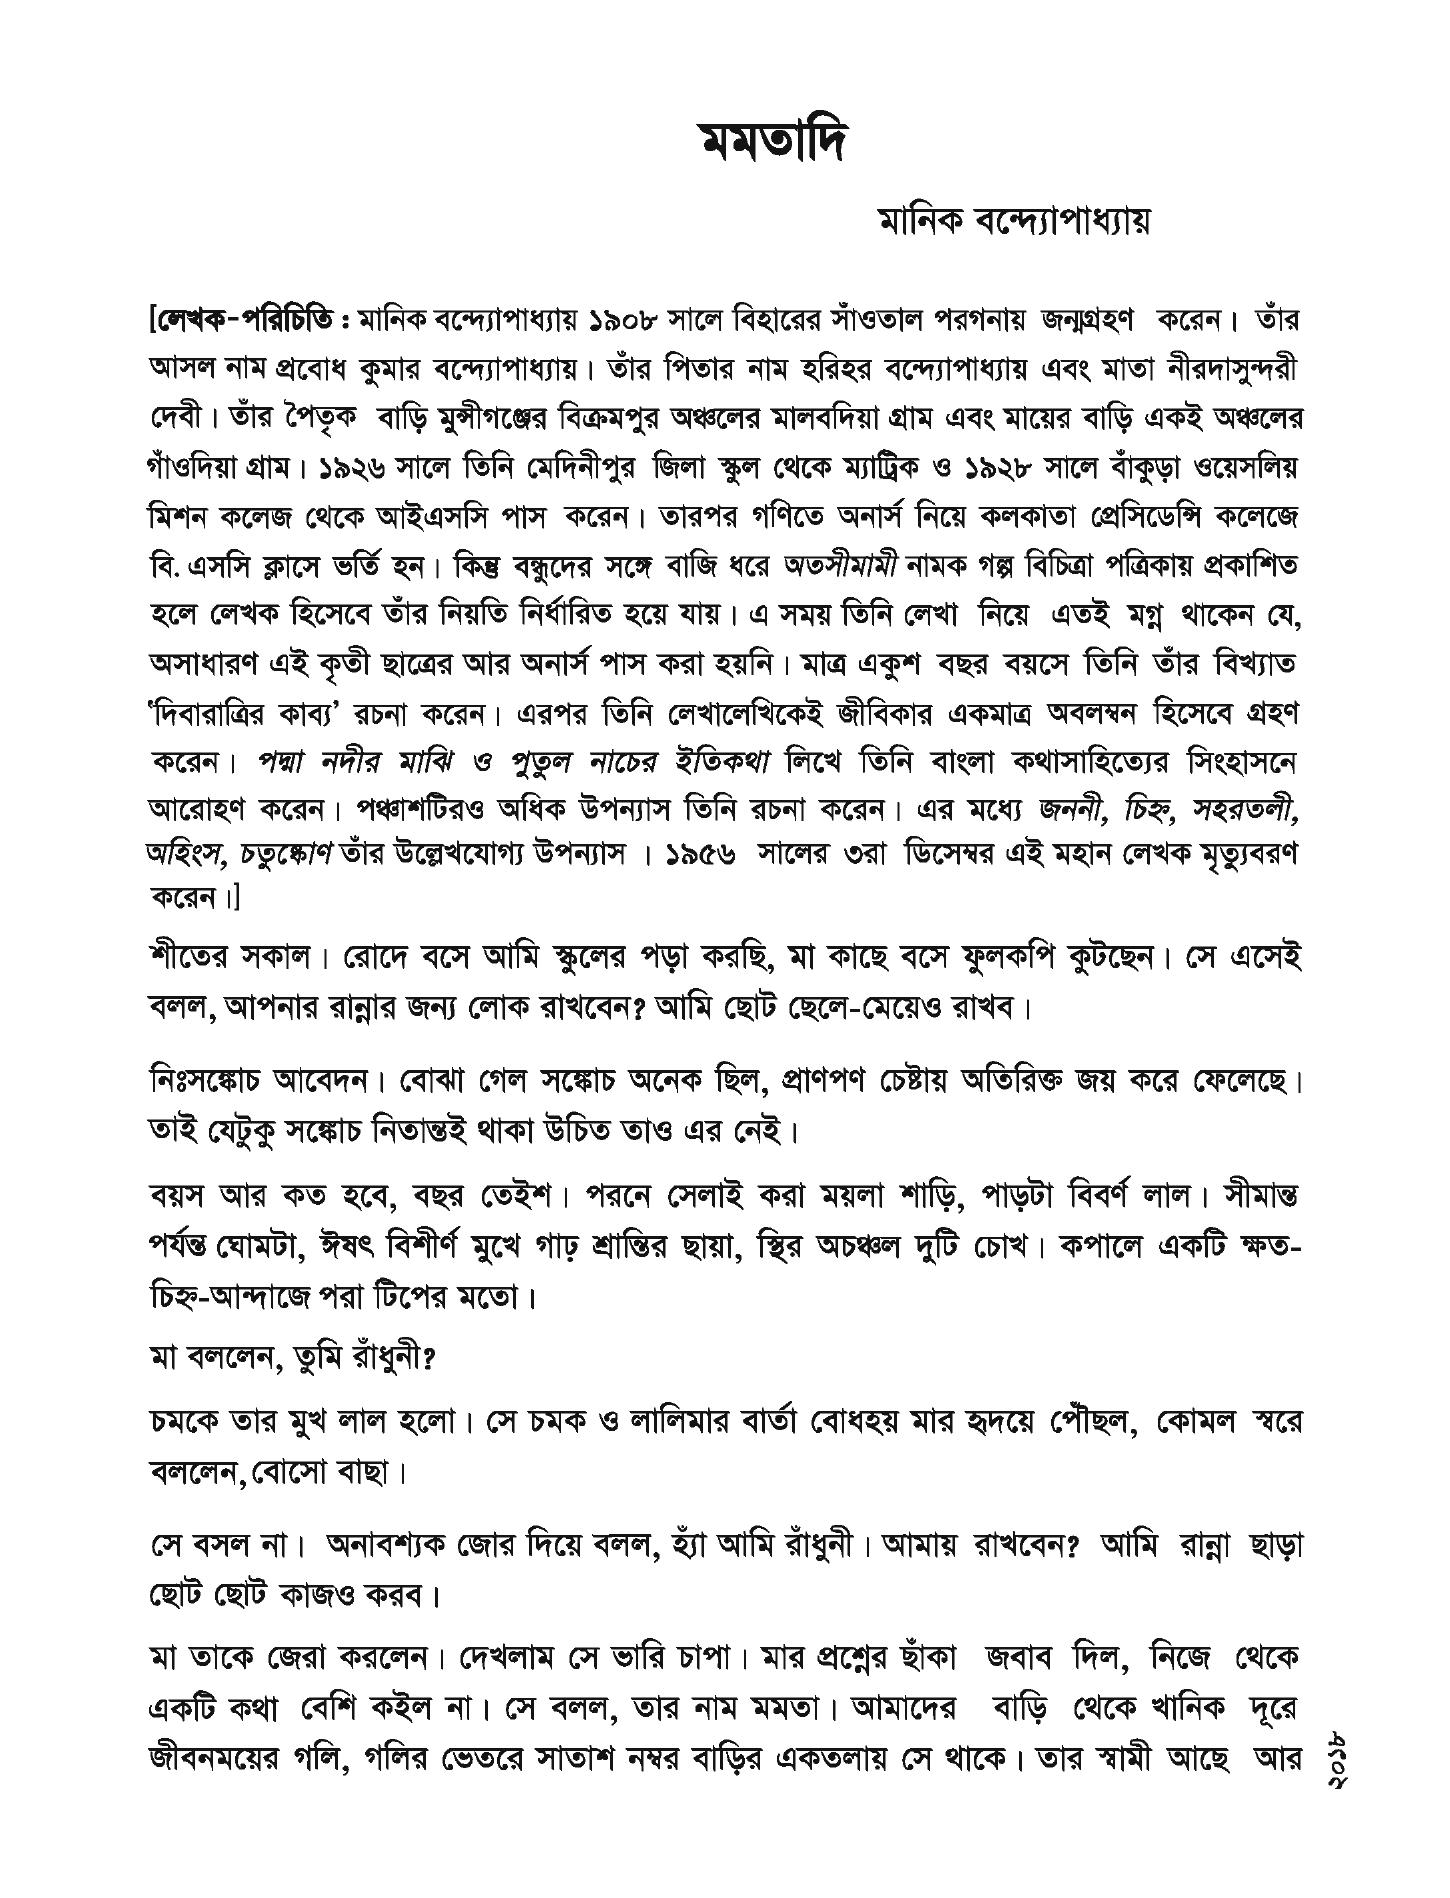 মমতাদি
মানিক বন্দ্যোপাধ্যায়
[লেখক-পরিচিতি : মানিক বন্দ্যোপাধ্যায় ১৯০৮ সালে বিহারের সাঁওতাল পরগনায় জন্মগ্রহণ করেন। তাঁর
আসল নাম প্রবোধ কুমার বন্দ্যোপাধ্যায়। তাঁর পিতার নাম হরিহর বন্দ্যোপাধ্যায় এবং মাতা নীরদাসুন্দরী
দেবী। তাঁর পৈতৃক বাড়ি মুন্সীগঞ্জের বিক্রমপুর অঞ্চলের মালবদিয়া গ্রাম এবং মায়ের বাড়ি একই অঞ্চলের
গাঁওদিয়া গ্রাম। ১৯২৬ সালে তিনি মেদিনীপুর জিলা স্কুল থেকে ম্যাট্রিক ও ১৯২৮ সালে বাঁকুড়া ওয়েসলিয়
মিশন কলেজ থেকে আইএসসি পাস করেন। তারপর গণিতে অনার্স নিয়ে কলকাতা প্রেসিডেন্সি কলেজে
বি. এসসি ক্লাসে ভর্তি হন। কিন্তু বন্ধুদের সঙ্গে বাজি ধরে অতসীমামী নামক গল্প বিচিত্রা পত্রিকায় প্রকাশিত
হলে লেখক হিসেবে তাঁর নিয়তি নির্ধারিত হয়ে যায়। এ সময় তিনি লেখা নিয়ে এতই মগ্ন থাকেন যে,
অসাধারণ এই কৃতী ছাত্রের আর অনার্স পাস করা হয়নি। মাত্র একুশ বছর বয়সে তিনি তাঁর বিখ্যাত
‘দিবারাত্রির কাব্য’ রচনা করেন। এরপর তিনি লেখালেখিকেই জীবিকার একমাত্র অবলম্বন হিসেবে গ্রহণ
করেন। পদ্মা নদীর মাঝি ও পুতুল নাচের ইতিকথা লিখে তিনি বাংলা কথাসাহিত্যের সিংহাসনে
আরোহণ করেন। পঞ্চাশটিরও অধিক উপন্যাস তিনি রচনা করেন। এর মধ্যে জননী, চিহ্ন, সহরতলী,
অহিংস, চতুষ্কোণ তাঁর উল্লেখযোগ্য উপন্যাস । ১৯৫৬ সালের ৩রা ডিসেম্বর এই মহান লেখক মৃত্যুবরণ
করেন।]
শীতের সকাল। রোদে বসে আমি স্কুলের পড়া করছি, মা কাছে বসে ফুলকপি কুটছেন। সে এসেই
বলল, আপনার রান্নার জন্য লোক রাখবেন? আমি ছোট ছেলে-মেয়েও রাখব।
নিঃসঙ্কোচ আবেদন। বোঝা গেল সঙ্কোচ অনেক ছিল, প্রাণপণ চেষ্টায় অতিরিক্ত জয় করে ফেলেছে।
তাই যেটুকু সঙ্কোচ নিতান্তই থাকা উচিত তাও এর নেই।
বয়স আর কত হবে, বছর তেইশ। পরনে সেলাই করা ময়লা শাড়ি, পাড়টা বিবর্ণ লাল। সীমান্ত
পর্যন্ত ঘোমটা, ঈষৎ বিশীর্ণ মুখে গাঢ় শ্রান্তির ছায়া, স্থির অচঞ্চল দুটি চোখ। কপালে একটি ক্ষত-
চিহ্ন-আন্দাজে পরা টিপের মতো।
মা বললেন, তুমি রাঁধুনী?
চমকে তার মুখ লাল হলো। সে চমক ও লালিমার বার্তা বোধহয় মার হৃদয়ে পৌঁছল, কোমল স্বরে
বললেন, বোসো বাছা।
সে বসল না। অনাবশ্যক জোর দিয়ে বলল, হ্যাঁ আমি রাঁধুনী। আমায় রাখবেন? আমি রান্না ছাড়া
ছোট ছোট কাজও করব।
মা তাকে জেরা করলেন। দেখলাম সে ভারি চাপা। মার প্রশ্নের ছাঁকা জবাব দিল, নিজে থেকে
একটি কথা বেশি কইল না। সে বলল, তার নাম মমতা। আমাদের বাড়ি থেকে খানিক দূরে
জীবনময়ের গলি, গলির ভেতরে সাতাশ নম্বর বাড়ির একতলায় সে থাকে। তার স্বামী আছে আর
২০১৮